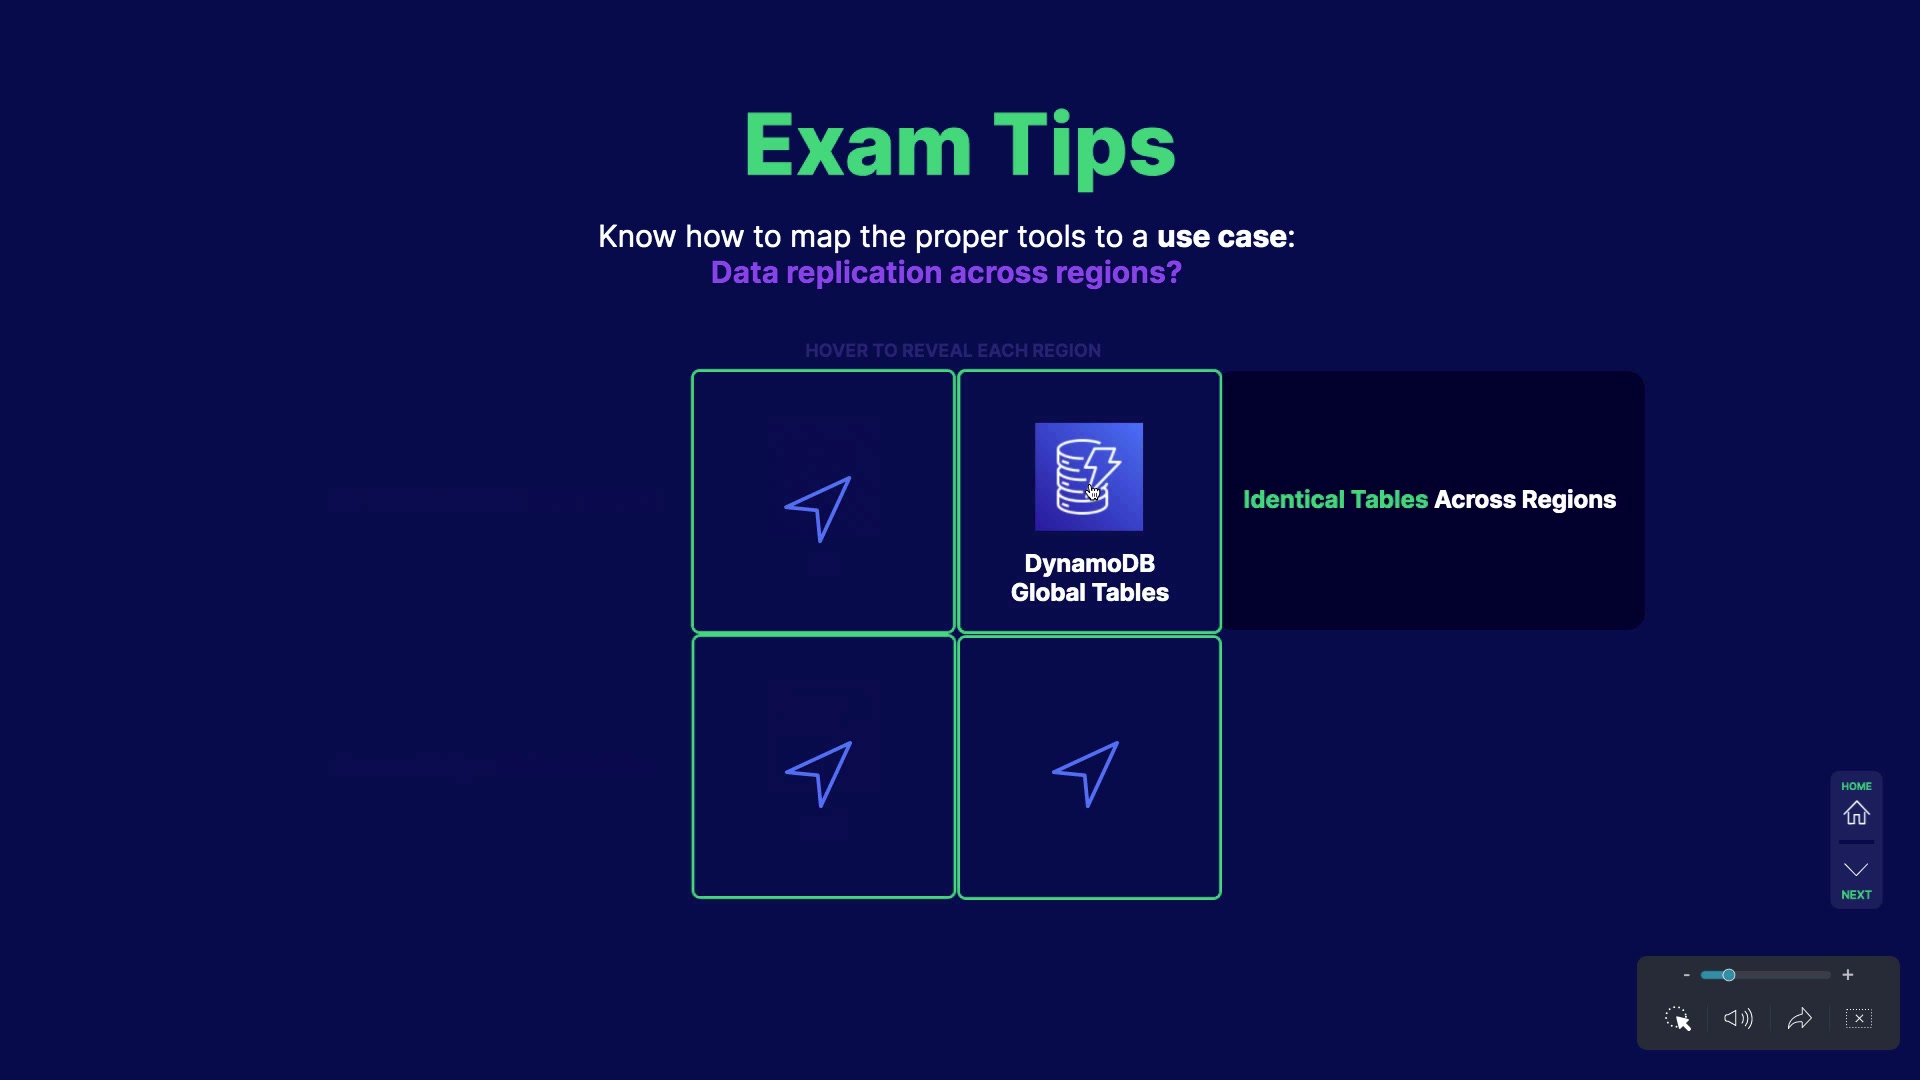 Exam Tips
Know how to map the proper tools to a use case:
Data replication across regions?
HOVER TO REVEAL EACH REGION
DynamoDB
Global Tables
Identical Tables Across Regions
HOME
NEXT
- +